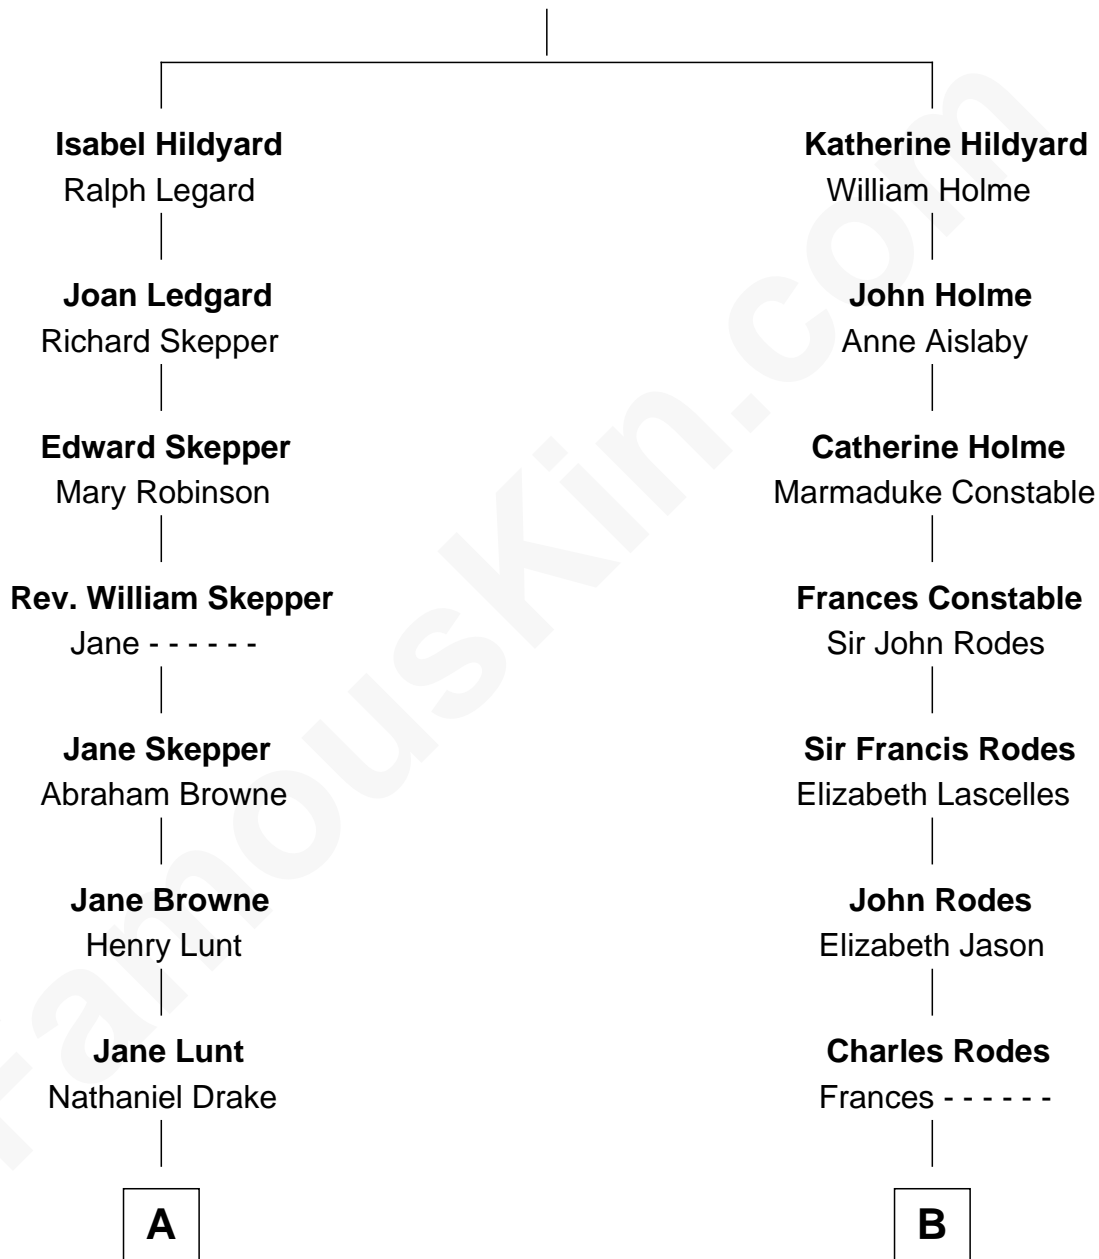 Isabel Hildyard
Ralph Legard
Joan Ledgard
Richard Skepper
Edward Skepper
Mary Robinson
Rev. William Skepper
Jane - - - - - -
Jane Skepper
Abraham Browne
Jane Browne
Henry Lunt
Jane Lunt
Nathaniel Drake
A
Katherine Hildyard
William Holme
John Holme
Anne Aislaby
Catherine Holme
Marmaduke Constable
Frances Constable
Sir John Rodes
Sir Francis Rodes
Elizabeth Lascelles
John Rodes
Elizabeth Jason
Charles Rodes
Frances - - - - - -
B
FamousKin.com